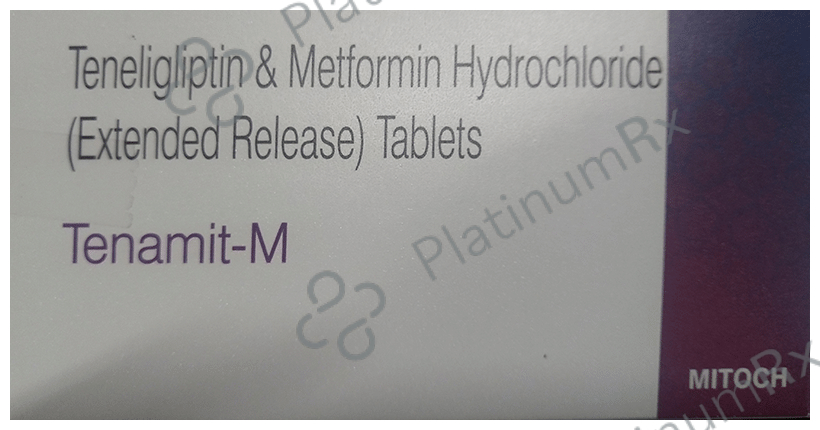 Teneligliptin & Metformin Hydrochloride
(Extended Release) Tablets
Tenamit-M
MITOCH
PlatinumRx